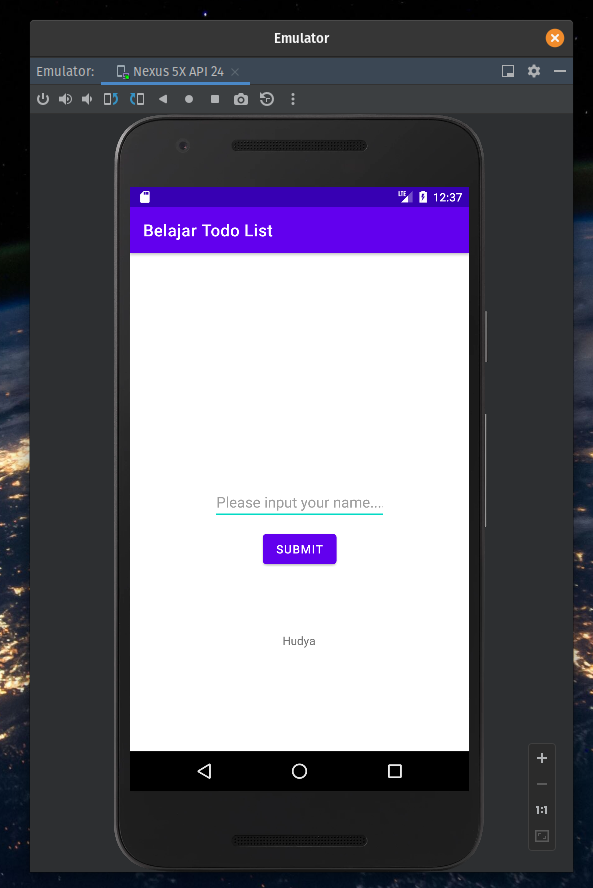 Emulator
Emulator:
Nexus 5X API 24
LTE
12:37
Belajar Todo List
Please input your name...
SUBMIT
Hudya
1:1